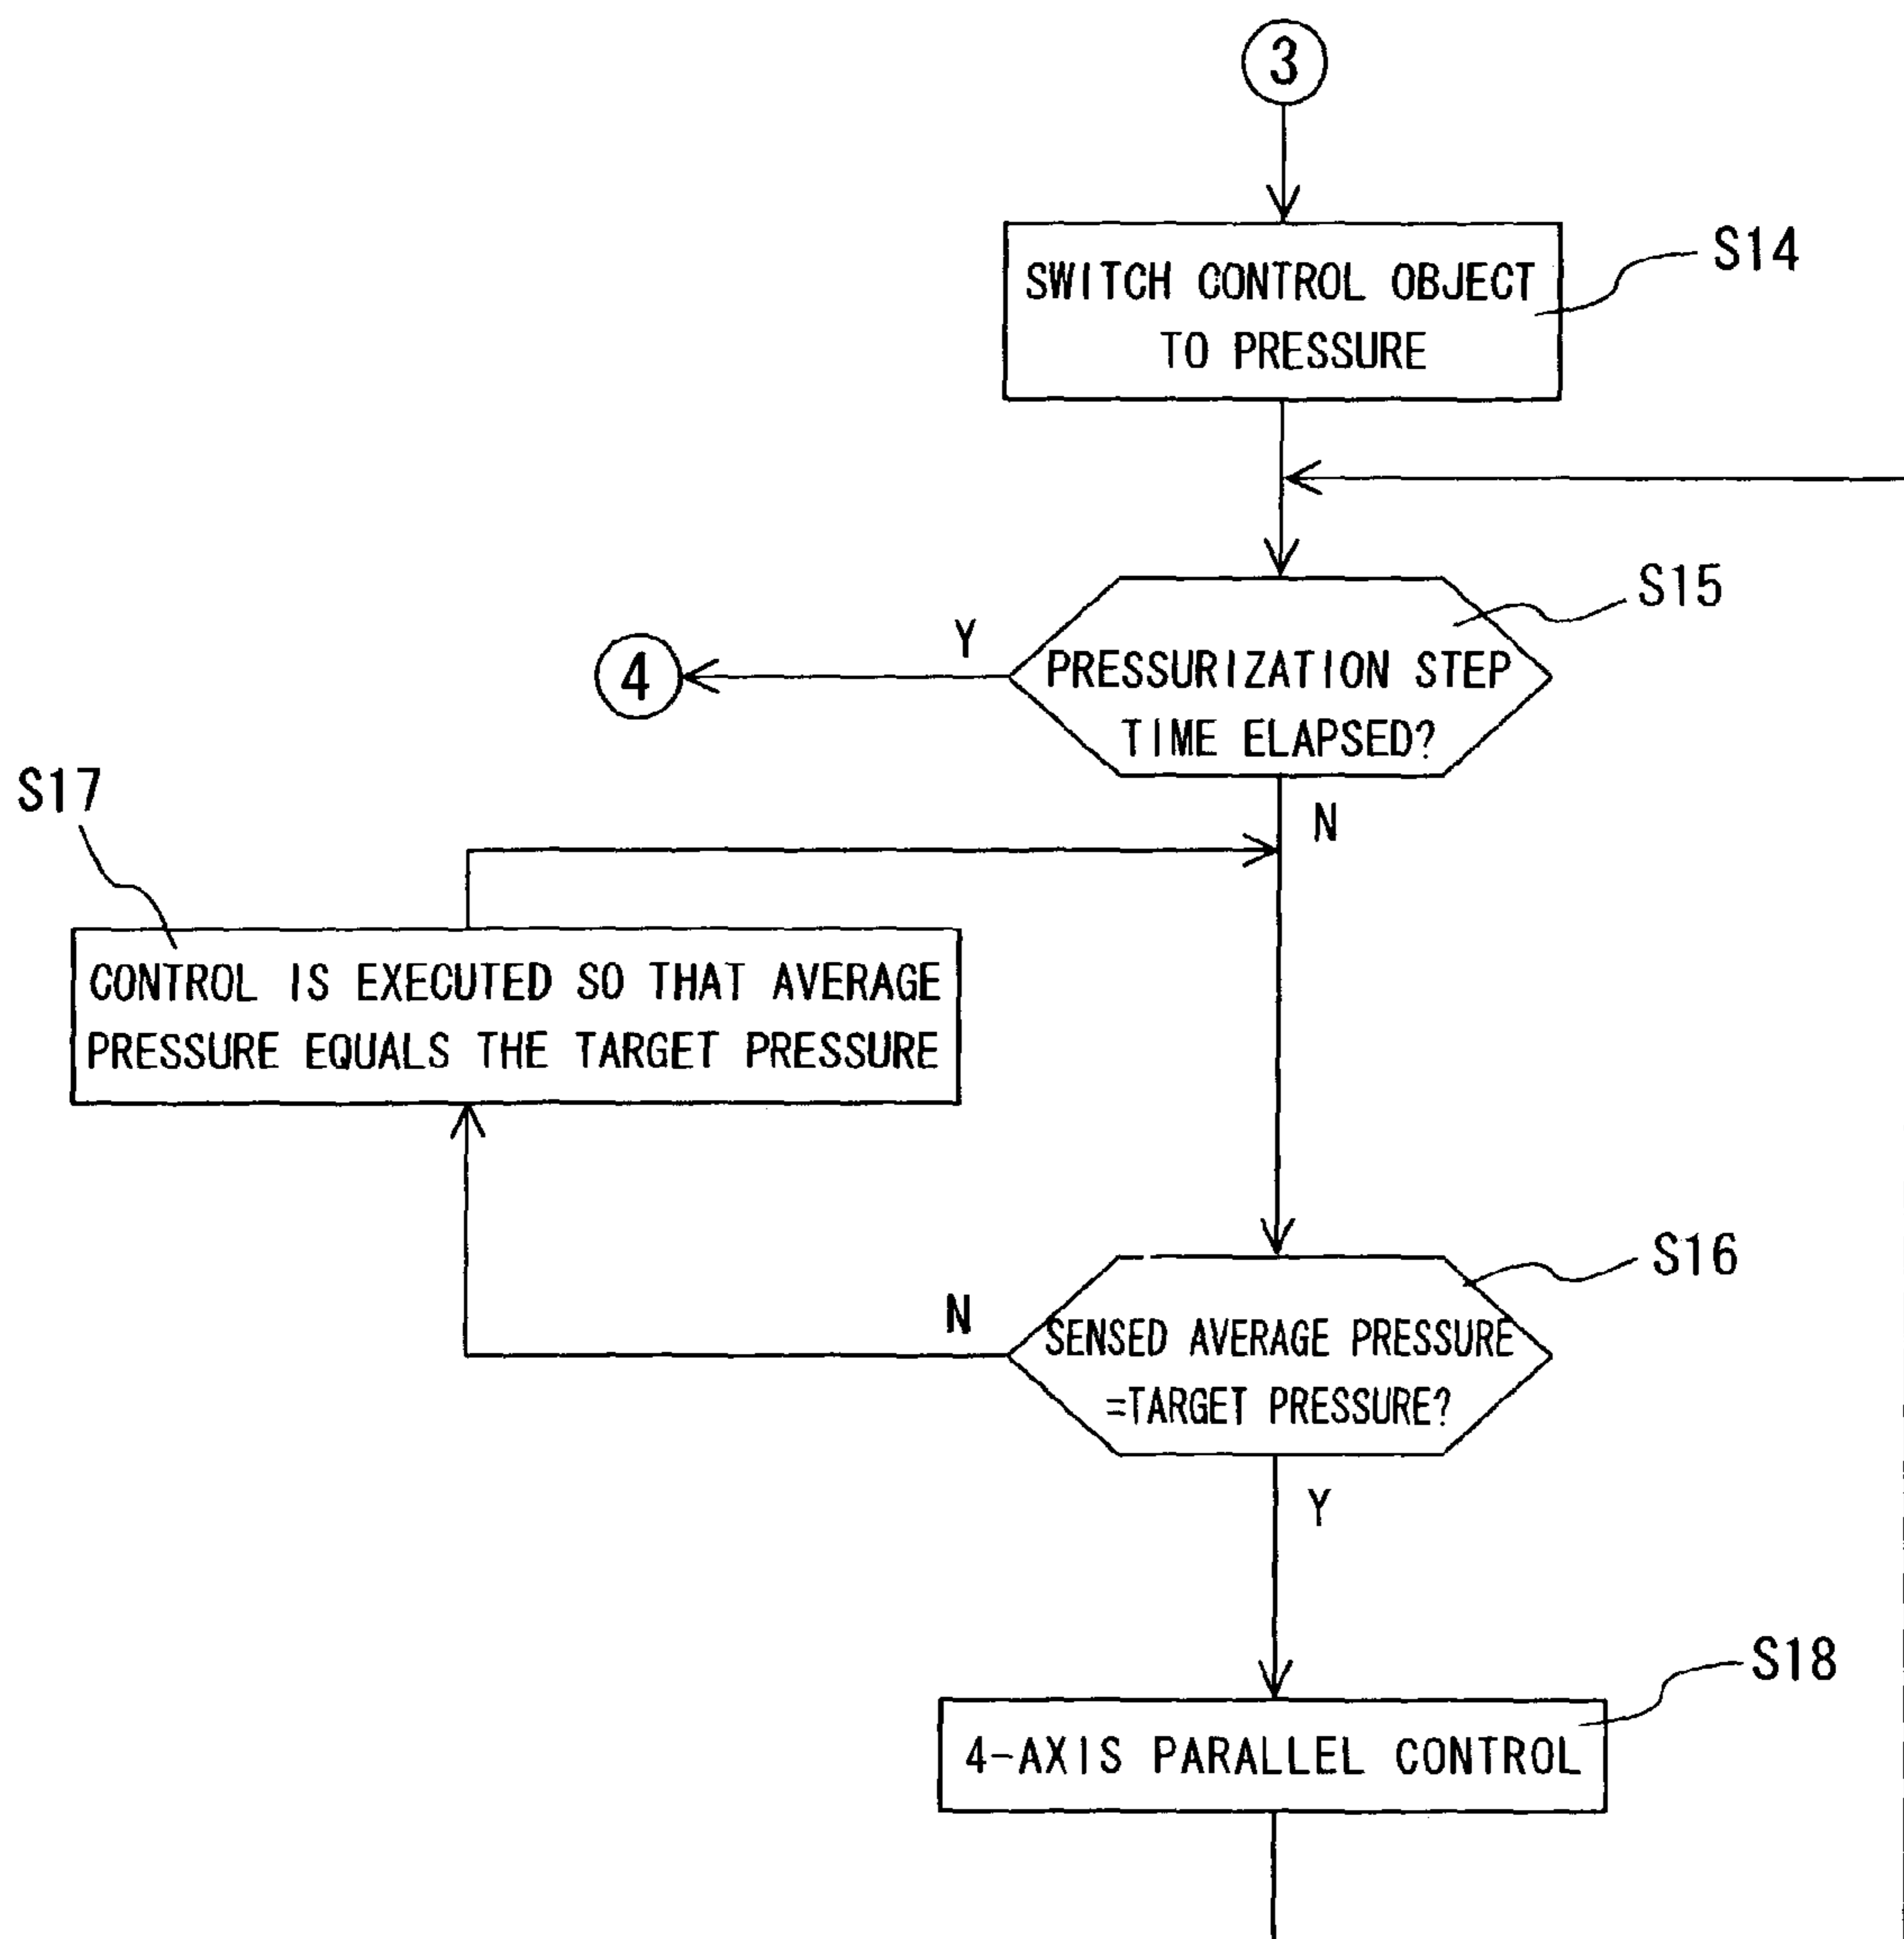 3
SWITCH CONTROL OBJECT
TO PRESSURE
S14
S15
Y
4
PRESSURIZATION STEP
TIME ELAPSED?
N
S17
CONTROL IS EXECUTED SO THAT AVERAGE
PRESSURE EQUALS THE TARGET PRESSURE
S16
N
SENSED AVERAGE PRESSURE
=TARGET PRESSURE?
Y
S18
4-AXIS PARALLEL CONTROL